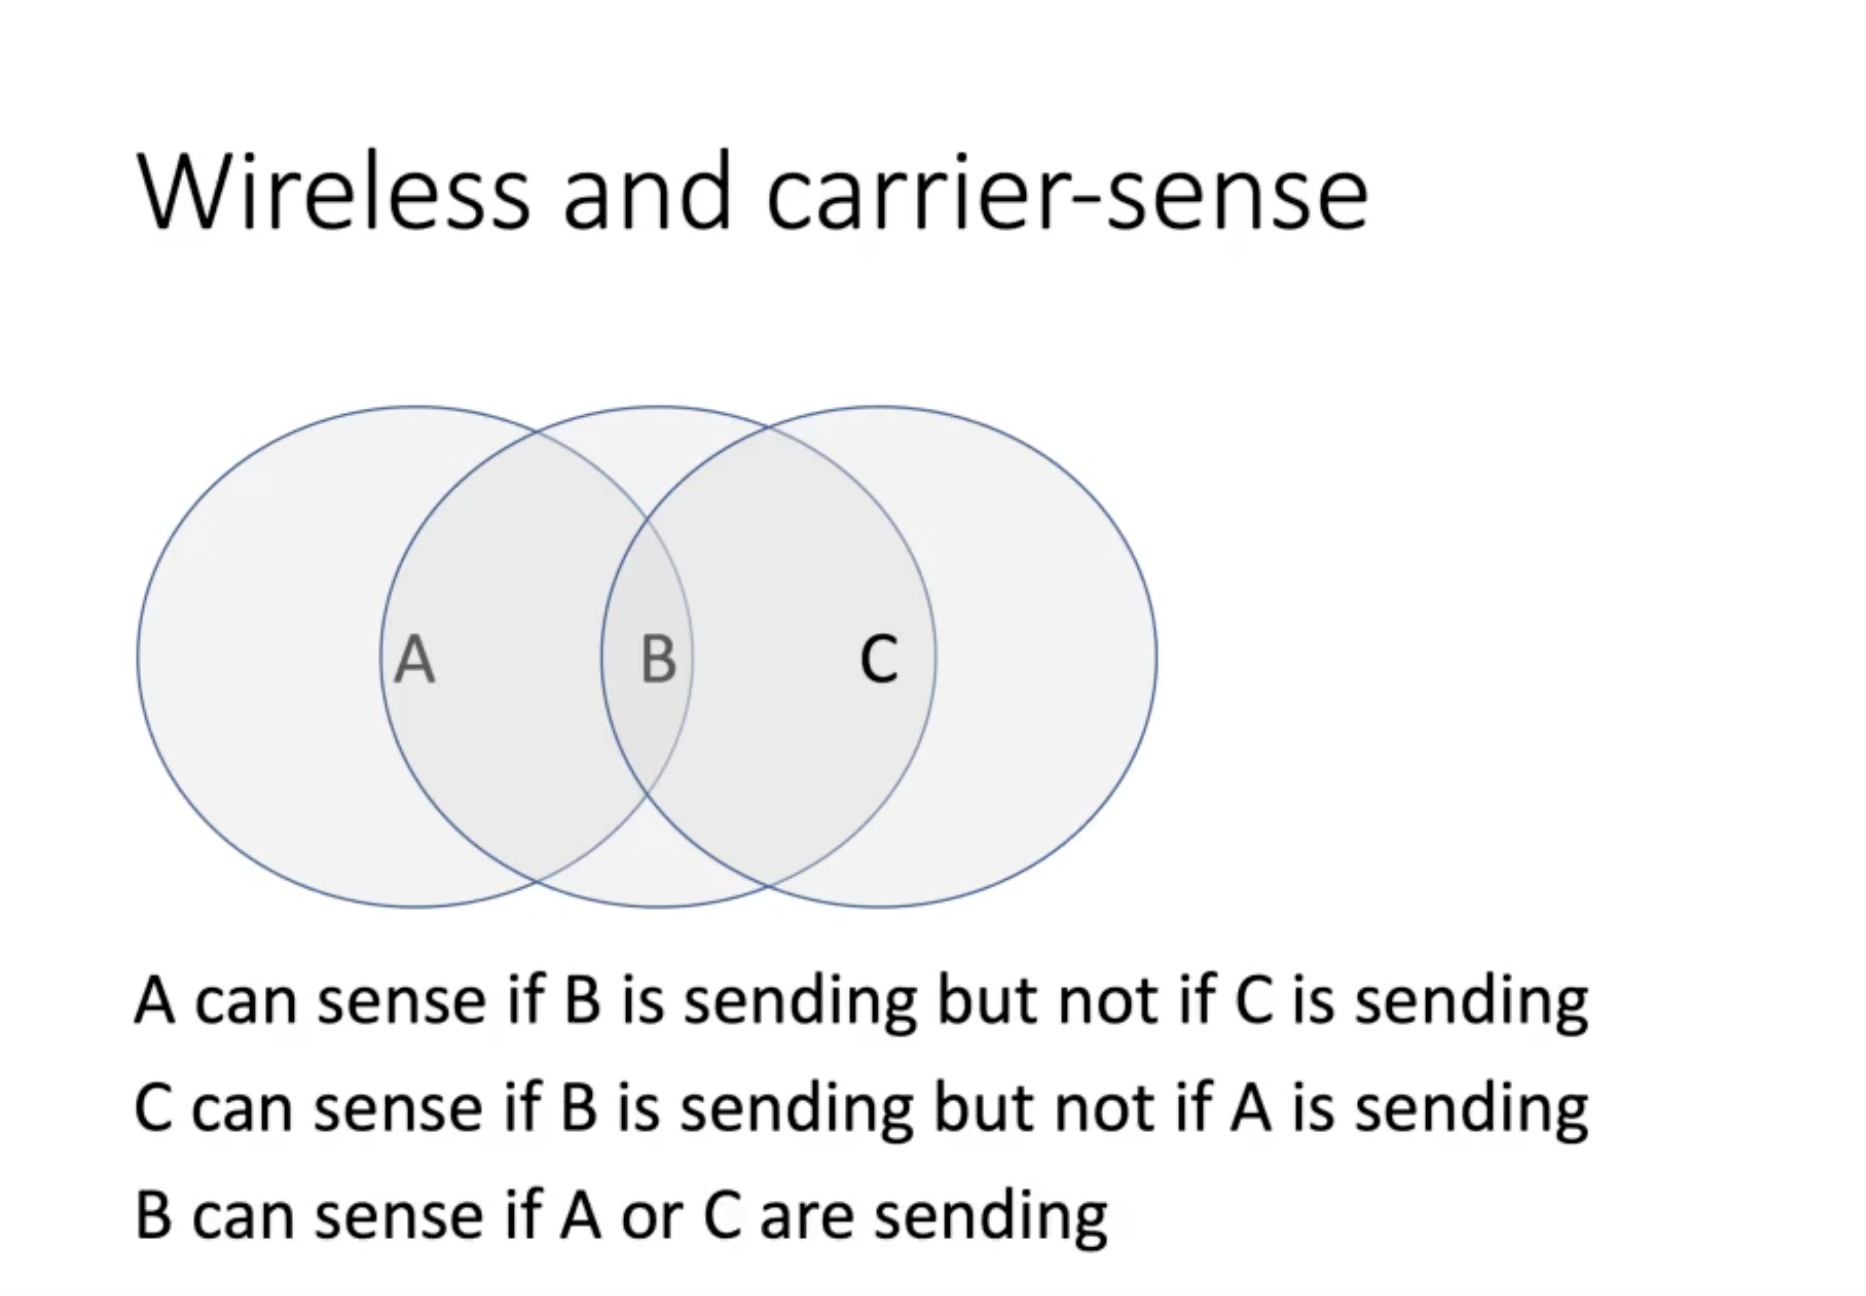 Wireless and carrier-sense
A B C
A can sense if B is sending but not if C is sending
C can sense if B is sending but not if A is sending
B can sense if A or C are sending